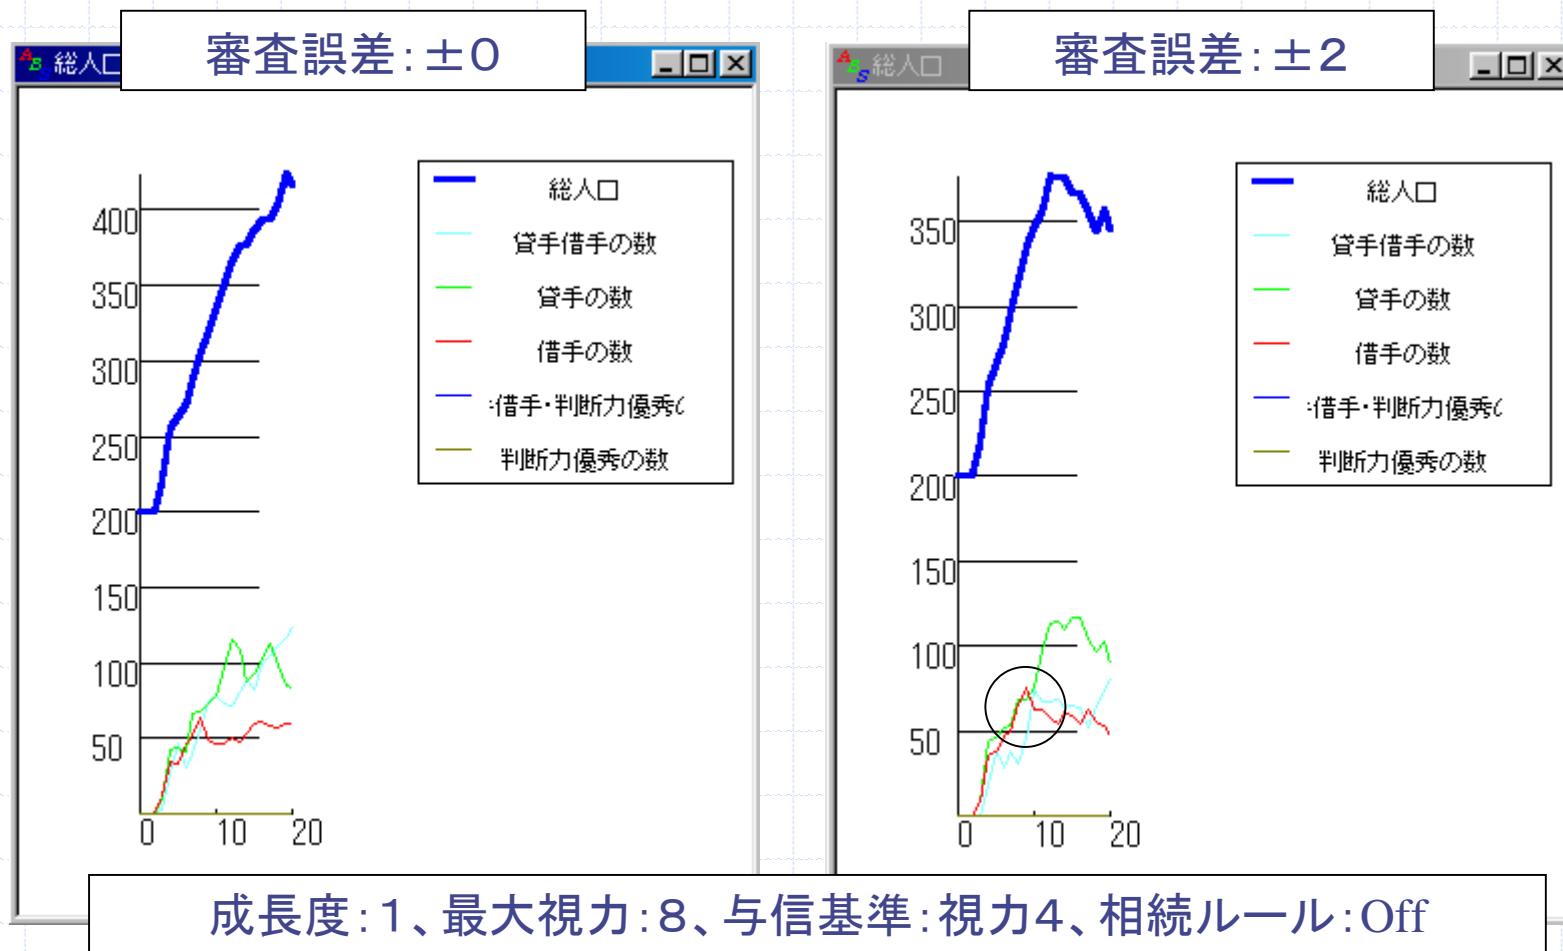 審査誤差:±0
審査誤差:±2
総人口
総人口
400
350
300
250
200
150
100
50
0 10 20
総人口
貸手借手の数
貸手の数
借手の数
借手・判断力優秀
判断力優秀の数
350
300
250
200
150
100
50
0 10 20
総人口
貸手借手の数
貸手の数
借手の数
借手・判断力優秀
判断力優秀の数
成長度:1、最大視力:8、与信基準:視力4、相続ルール:Off